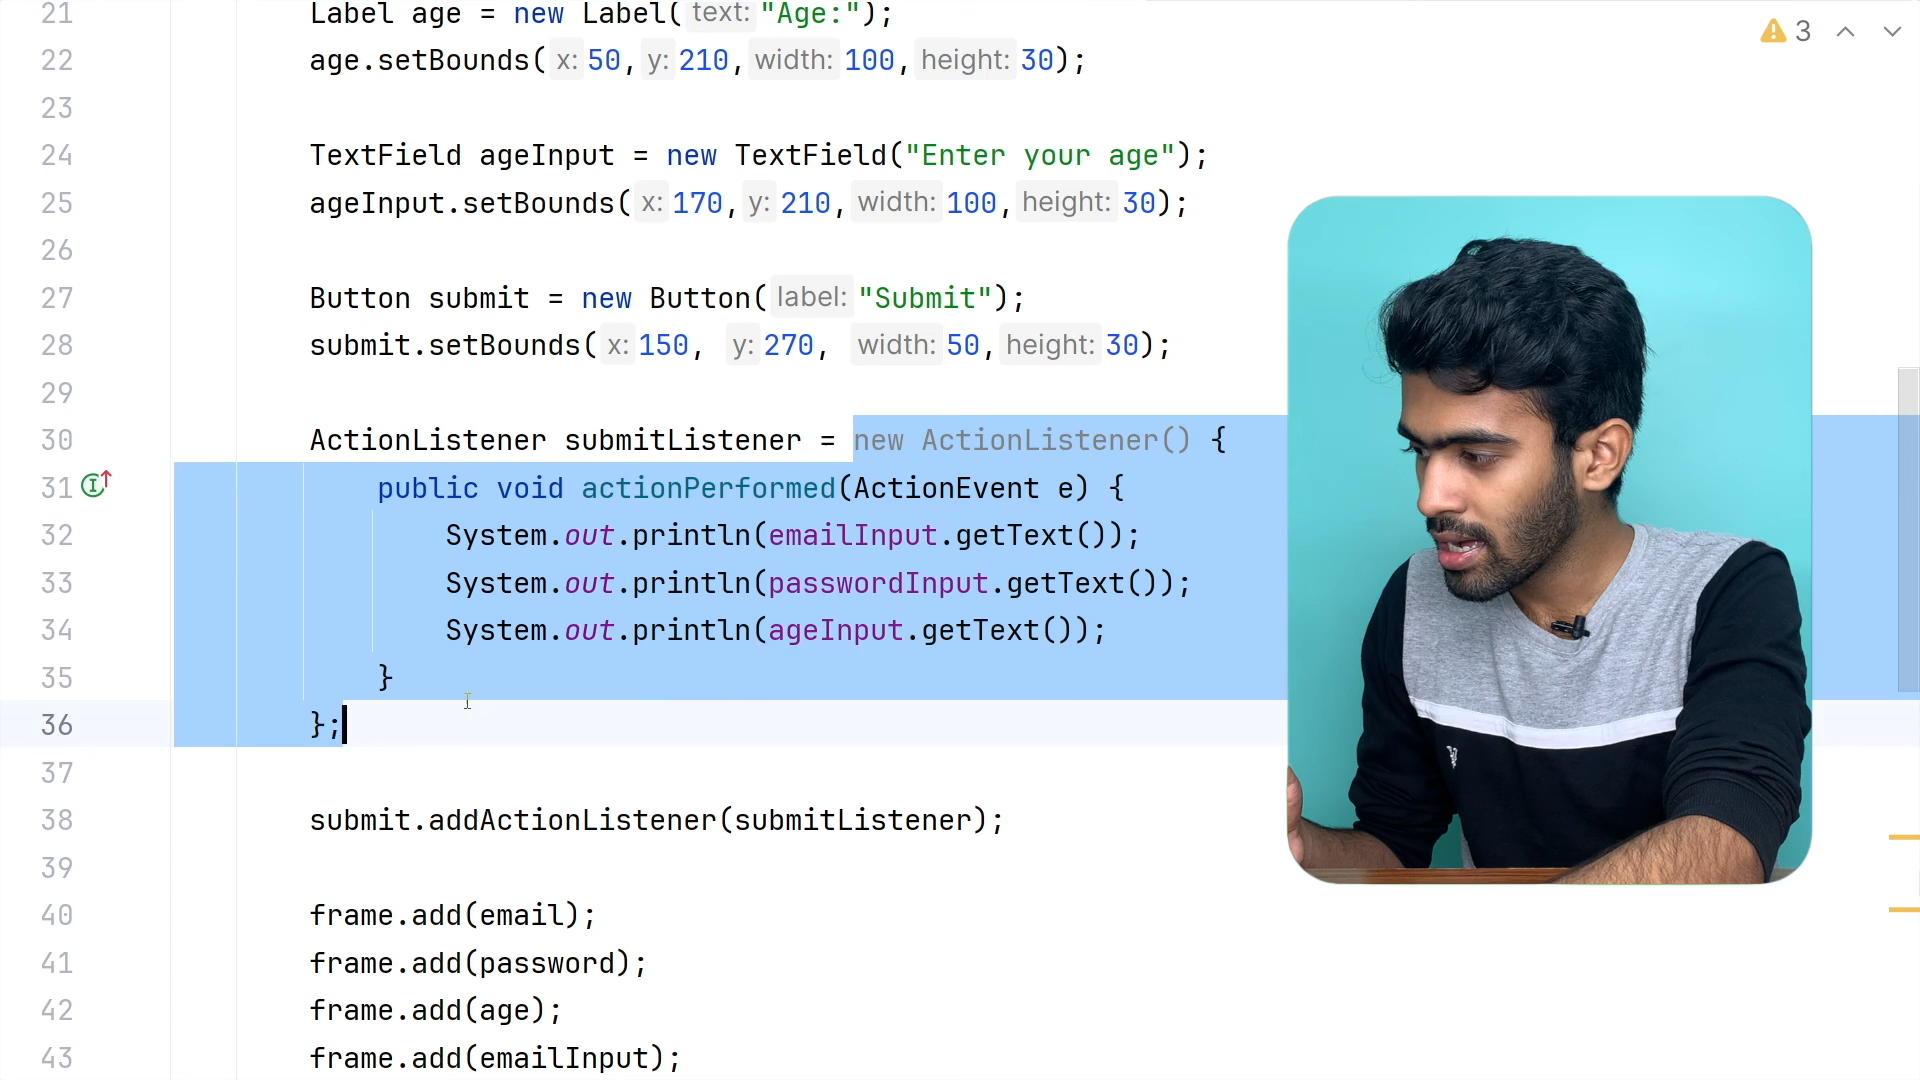 21 Label age = new Label( text: "Age:");
3
22 age.setBounds( x: 50, y: 210, width: 100, height: 30);
23
24 TextField ageInput = new TextField("Enter your age");
25 ageInput.setBounds( x: 170, y: 210, width: 100, height: 30);
26
27 Button submit = new Button( label: "Submit");
28 submit.setBounds( x: 150, y: 270, width: 50, height: 30);
29
30 ActionListener submitListener = new ActionListener() {
31 public void actionPerformed(ActionEvent e) {
32 System.out.println(emailInput.getText());
33 System.out.println(passwordInput.getText());
34 System.out.println(ageInput.getText());
35 }
36 };
37
38 submit.addActionListener(submitListener);
39
40 frame.add(email);
41 frame.add(password);
42 frame.add(age);
43 frame.add(emailInput);